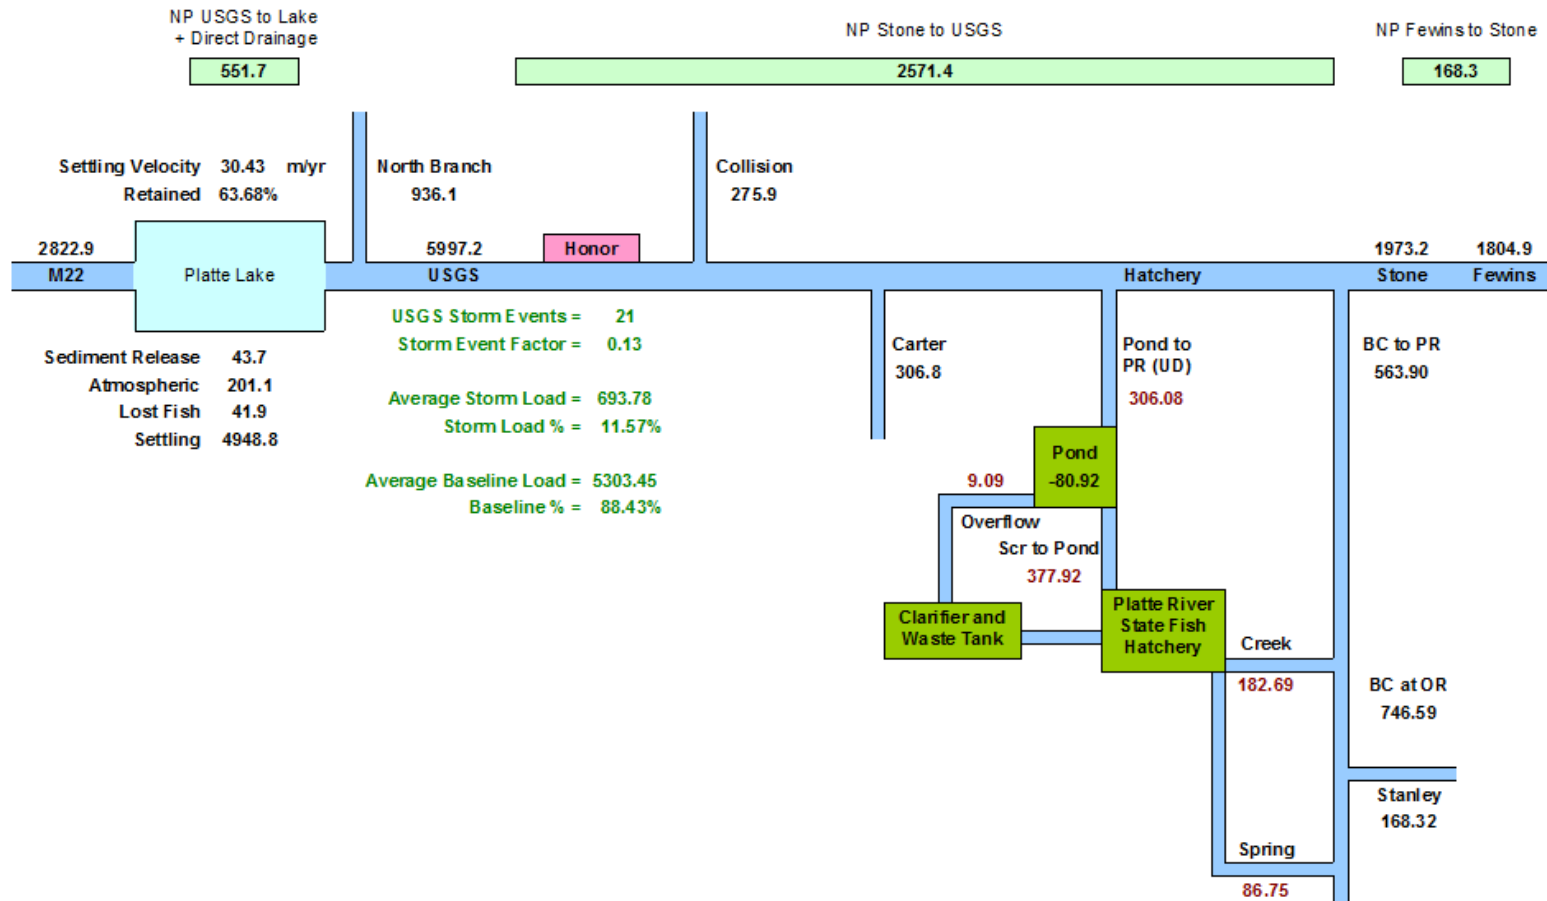 NP USGS to Lake
+ Direct Drainage
551.7
NP Stone to USGS
2571.4
NP Fewins to Stone
168.3
Settling Velocity 30.43 m/yr
Retained 63.68%
North Branch
936.1
Collision
275.9
2822.9
M22
Platte Lake
5997.2
USGS
Honor
Hatchery
1973.2
Stone
1804.9
Fewins
Sediment Release 43.7
Atmospheric 201.1
Lost Fish 41.9
Settling 4948.8
USGS Storm Events = 21
Storm Event Factor = 0.13
Average Storm Load = 693.78
Storm Load % = 11.57%
Average Baseline Load = 5303.45
Baseline % = 88.43%
Carter
306.8
Pond to
PR (UD)
306.08
BC to PR
563.90
Pond
-80.92
9.09
Overflow
Scr to Pond
377.92
Clarifier and
Waste Tank
Platte River
State Fish
Hatchery
Creek
182.69
BC at OR
746.59
Stanley
168.32
Spring
86.75